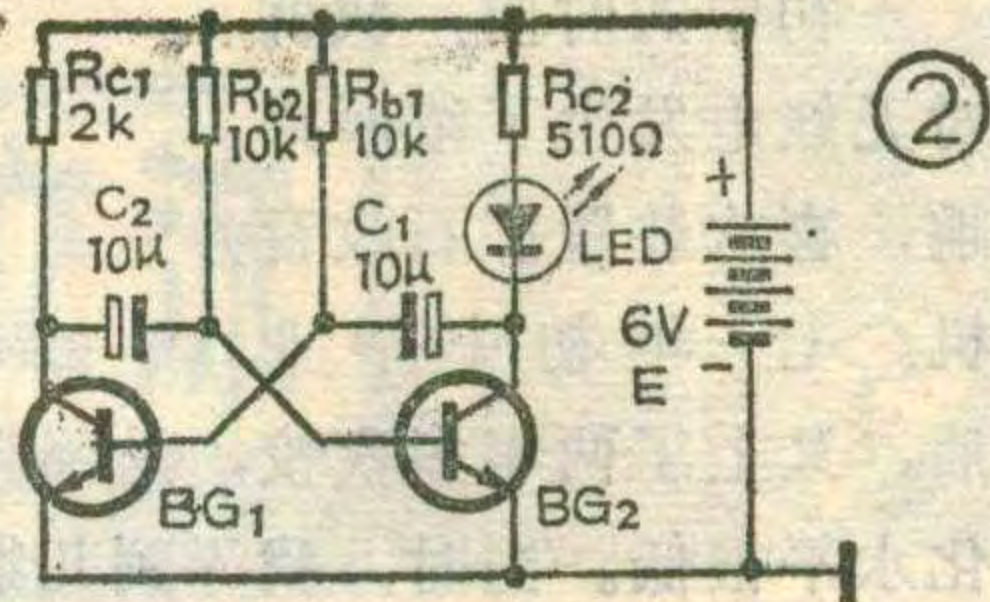 Rc1
2k
Rb2
10k
Rb1
10k
Rc2
510Ω
②
C2
10μ
C1
10μ
LED
+
6V
E
−
BG1
BG2